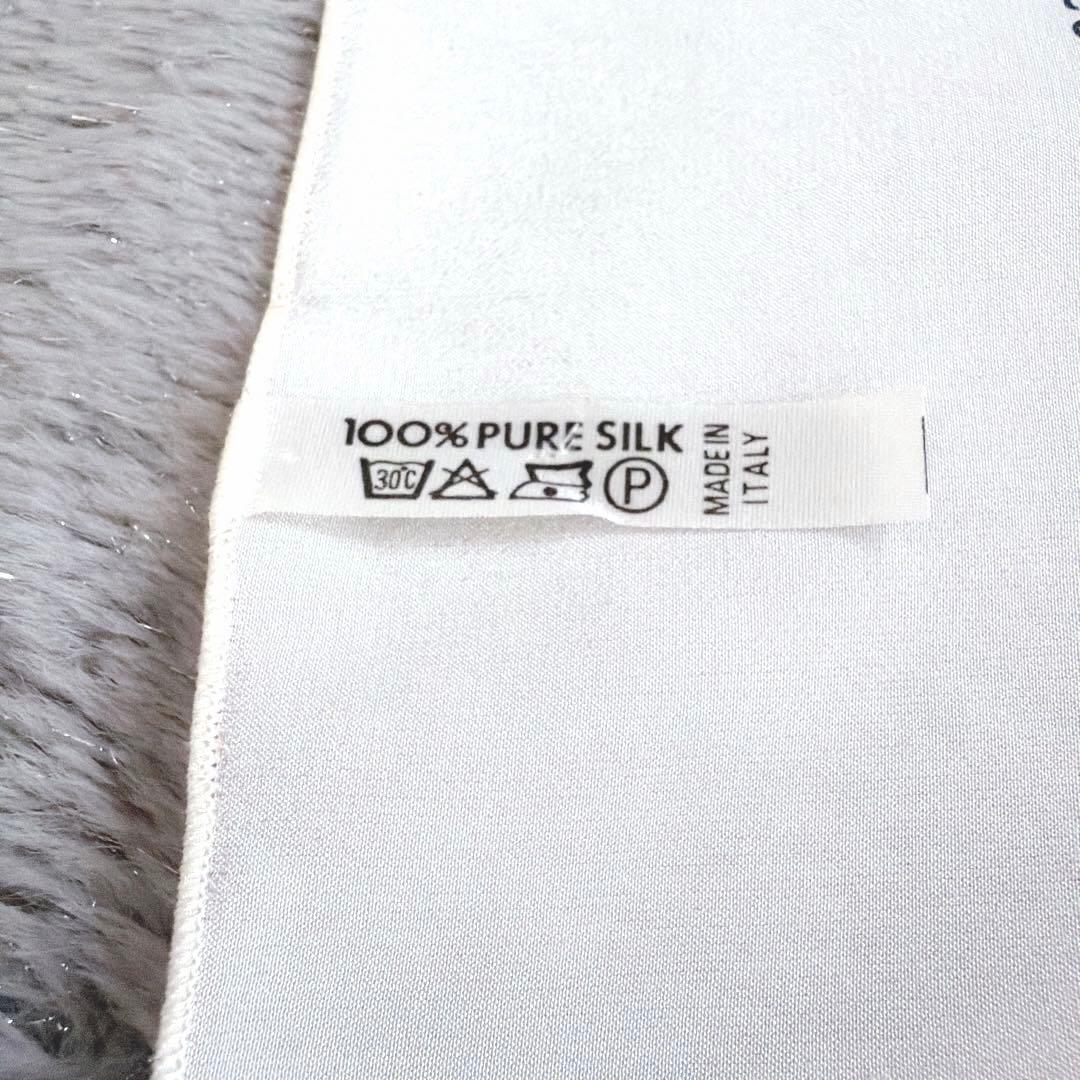 100% PURE SILK
30°C P
MADE IN
ITALY